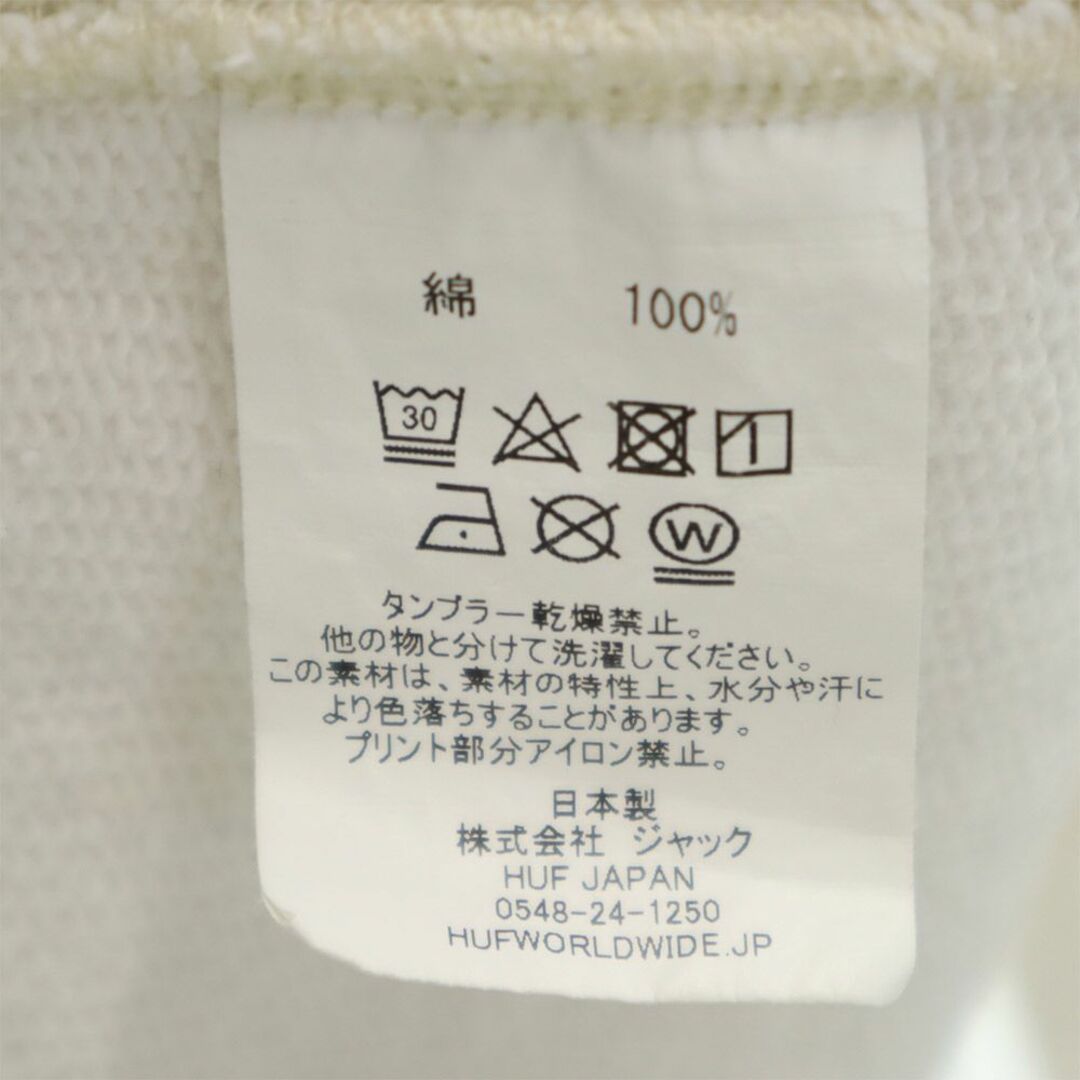 綿 100%
30
W
タンブラー乾燥禁止。
他の物と分けて洗濯してください。
この素材は、素材の特性上、水分や汗に
より色落ちすることがあります。
プリント部分アイロン禁止。
日本製
株式会社 ジャック
HUF JAPAN
0548-24-1250
HUFWORLDWIDE.JP